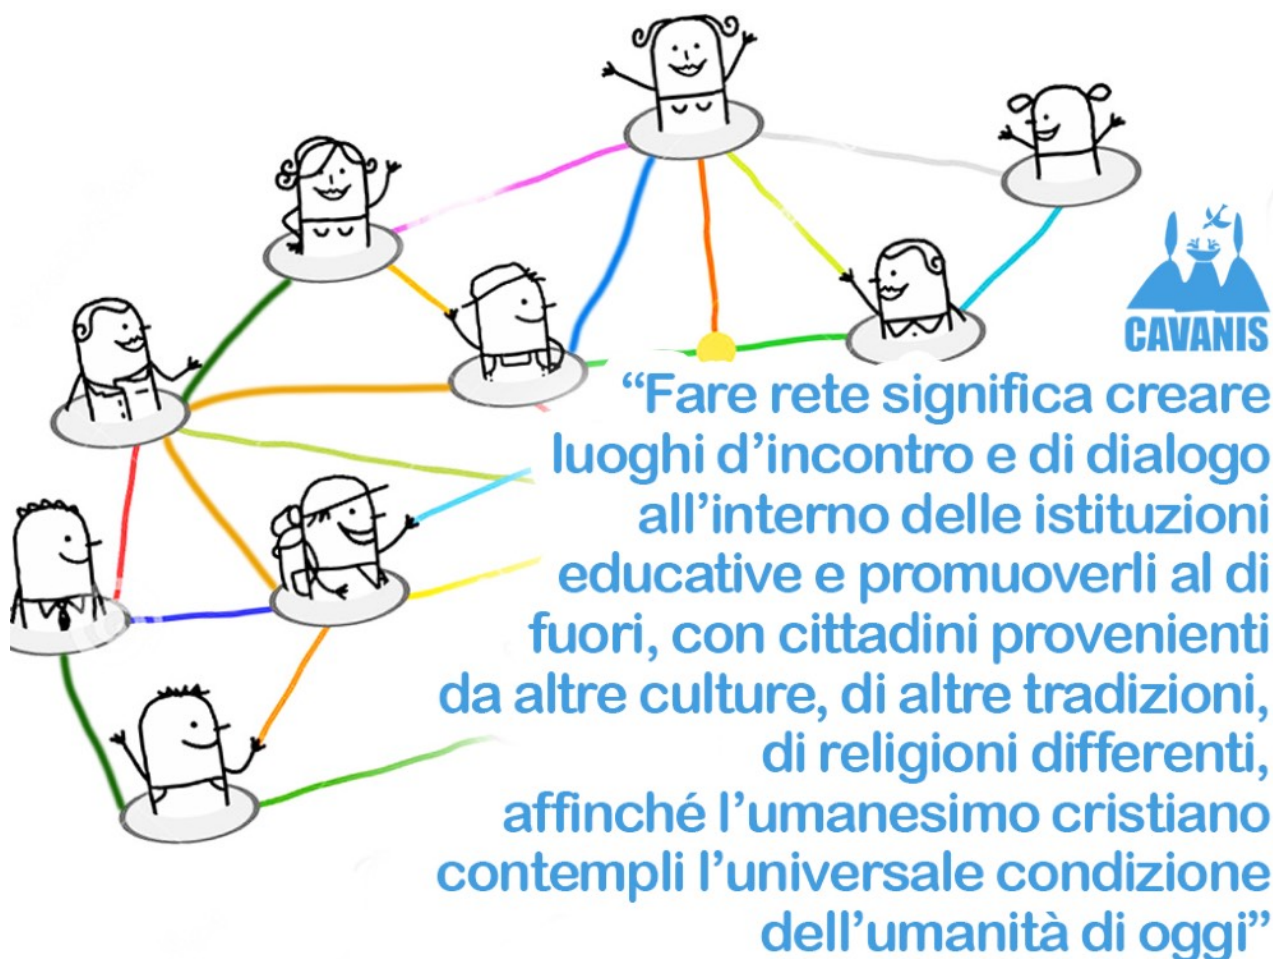 CAVANIS
“Fare rete significa creare
luoghi d’incontro e di dialogo
all’interno delle istituzioni
educative e promuoverli al di
fuori, con cittadini provenienti
da altre culture, di altre tradizioni,
di religioni differenti,
affinché l’umanesimo cristiano
contempli l’universale condizione
dell’umanità di oggi”